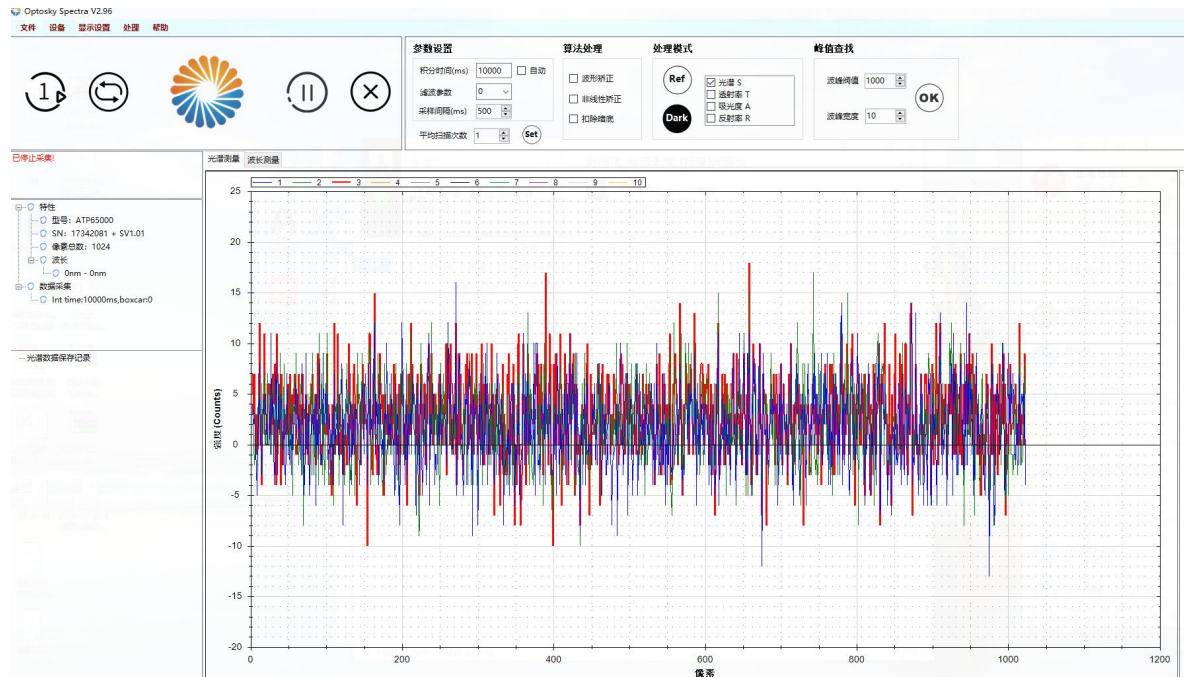 Optosky Spectra V2.96
文件 设备 显示设置 处理 帮助
参数设置
积分时间(ms) 10000 自动
滤波参数 0
采样间隔(ms) 500
平均扫描次数 1 Set
算法处理
波形矫正
非线性矫正
扣除暗底
处理模式
Ref
Dark
光谱 S
透射率 T
吸光度 A
反射率 R
峰值查找
波峰阀值 1000
波峰宽度 10
OK
1
已停止采集!
特性
型号: ATP65000
SN: 17342081 + SV1.01
像素总数: 1024
波长
0nm - 0nm
数据采集
Int time:10000ms,boxcar:0
光谱数据保存记录
光谱测量 波长测量
1 2 3 4 5 6 7 8 9 10
强度 (Counts)
25
20
15
10
5
0
-5
-10
-15
-20
0 200 400 600 800 1000 1200
像素